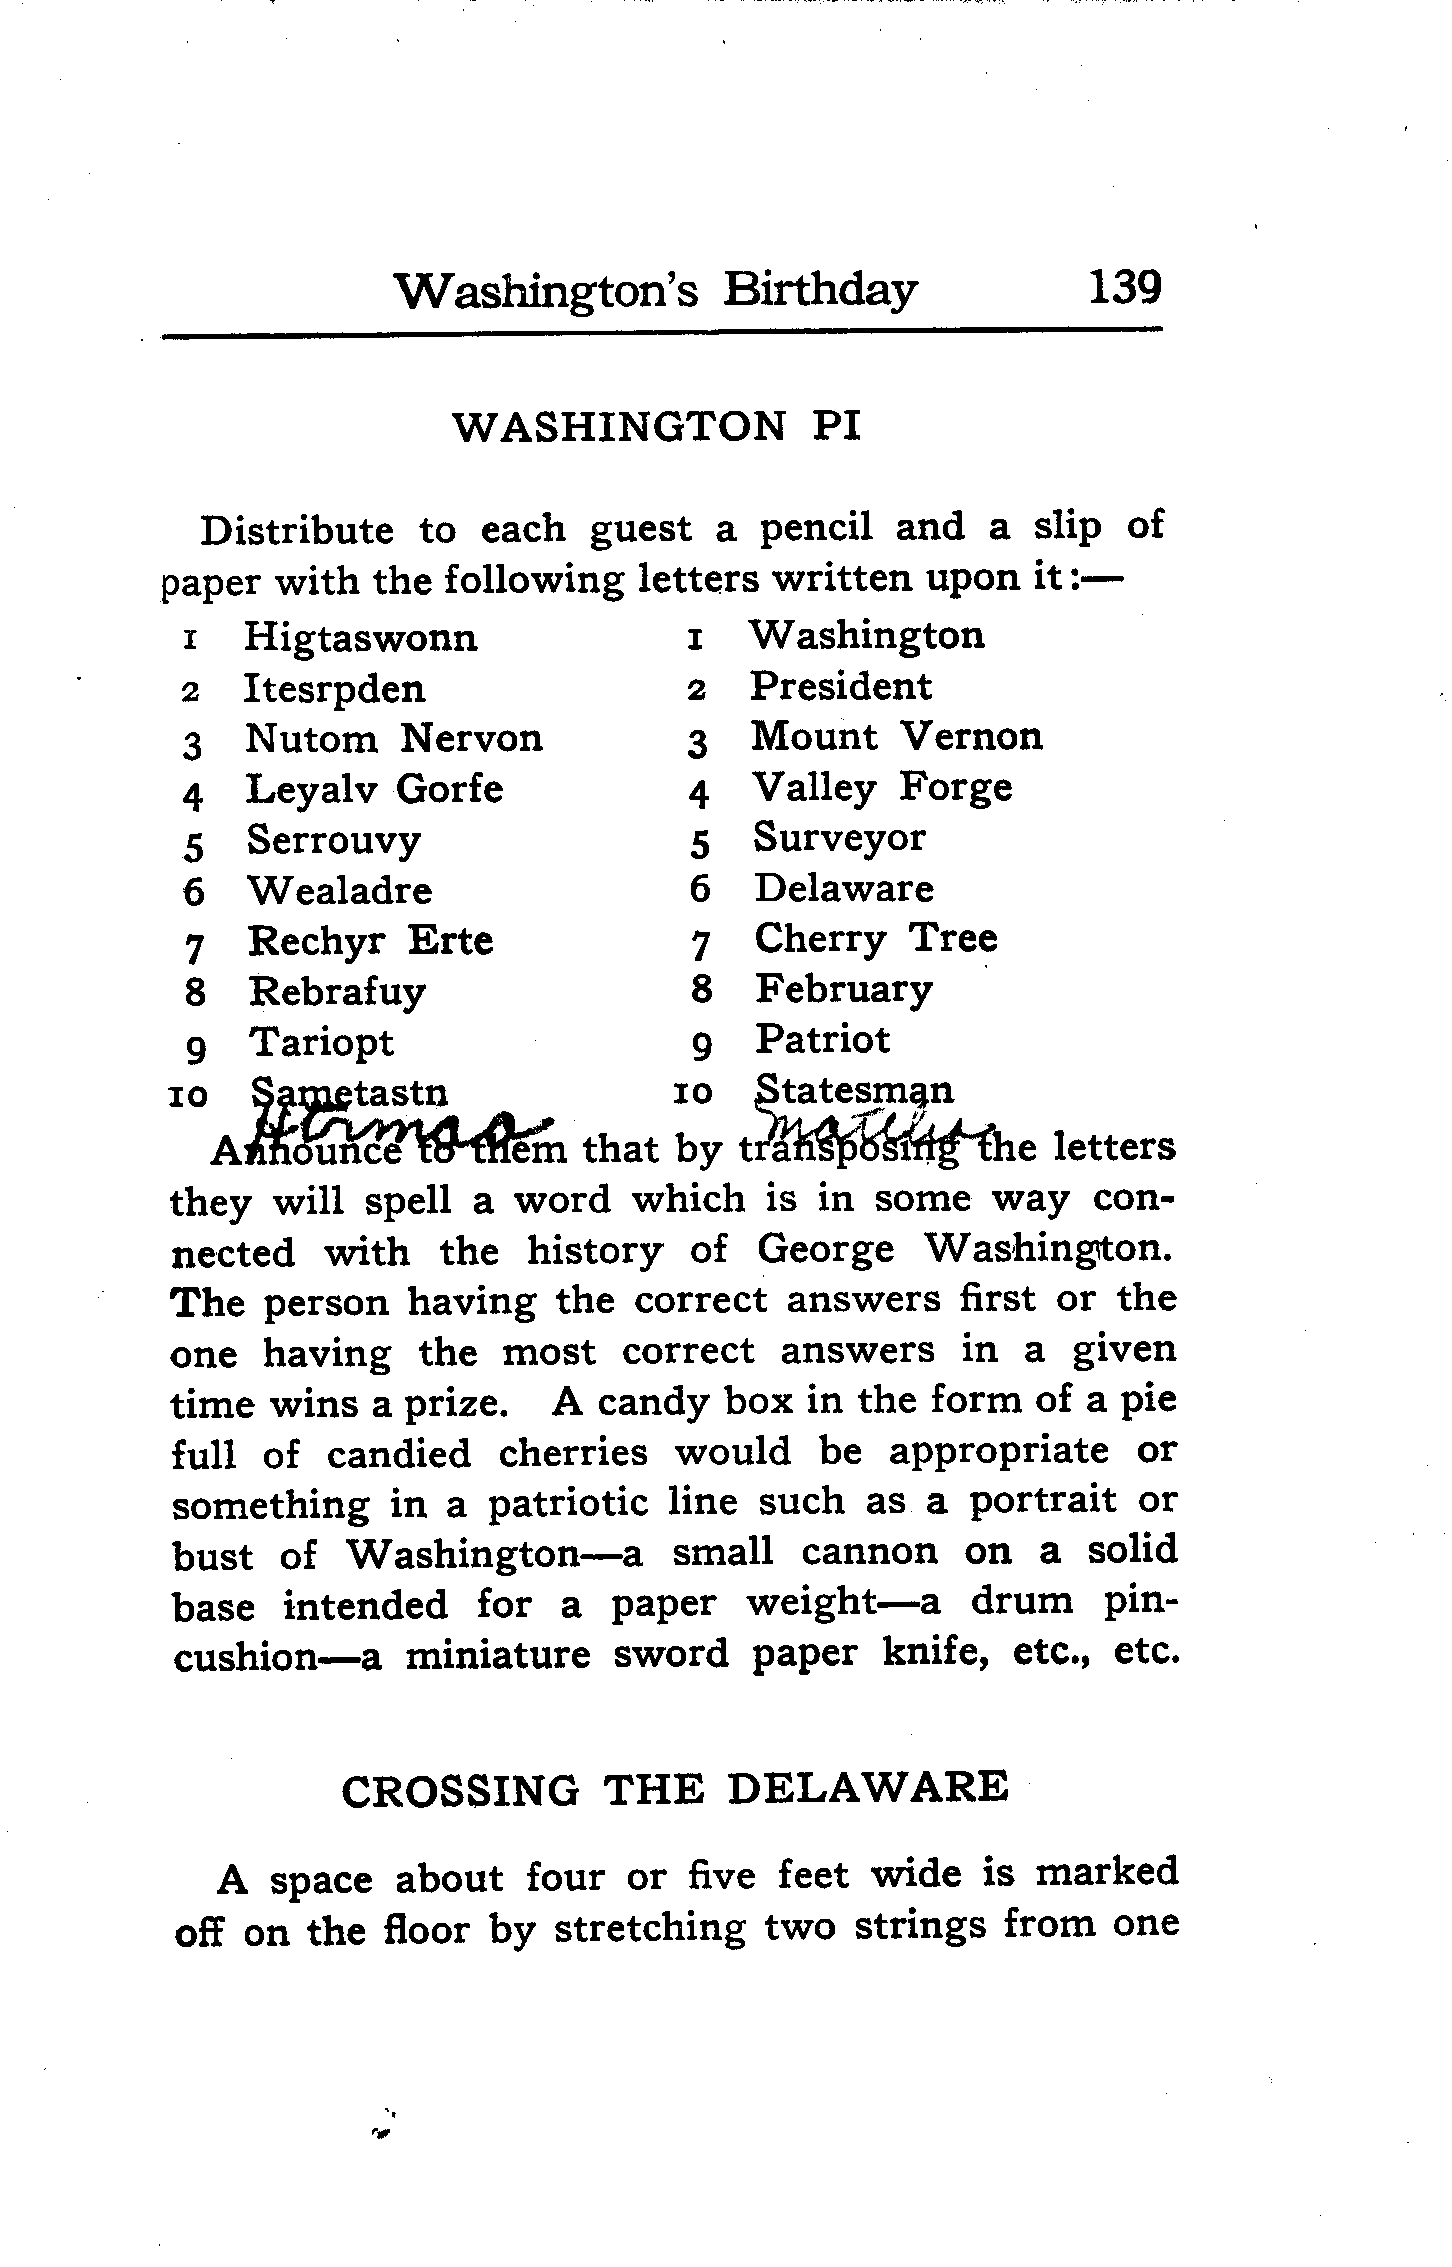 Washington's Birthday 139
WASHINGTON PI
Distribute to each guest a pencil and a slip of
paper with the following letters written upon it:—
1 Higtaswonn 1 Washington
2 Itesrpden 2 President
3 Nutom Nervon 3 Mount Vernon
4 Leyalv Gorfe 4 Valley Forge
5 Serrouvy 5 Surveyor
6 Wealadre 6 Delaware
7 Rechyr Erte 7 Cherry Tree
8 Rebrafuy 8 February
9 Tariopt 9 Patriot
10 Sametastn 10 Statesman
Announce to them that by transposing the letters
they will spell a word which is in some way con-
nected with the history of George Washington.
The person having the correct answers first or the
one having the most correct answers in a given
time wins a prize. A candy box in the form of a pie
full of candied cherries would be appropriate or
something in a patriotic line such as a portrait or
bust of Washington—a small cannon on a solid
base intended for a paper weight—a drum pin-
cushion—a miniature sword paper knife, etc., etc.
CROSSING THE DELAWARE
A space about four or five feet wide is marked
off on the floor by stretching two strings from one